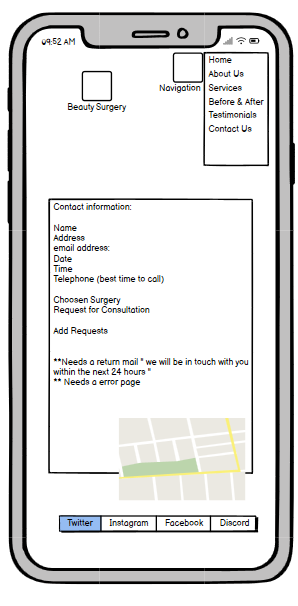 09:52 AM
Beauty Surgery
Navigation
Home
About Us
Services
Before & After
Testimonials
Contact Us
Contact information:
Name
Address
email address:
Date
Time
Telephone (best time to call)
Choosen Surgery
Request for Consultation
Add Requests
**Needs a return mail " we will be in touch with you
within the next 24 hours "
** Needs a error page
Twitter Instagram Facebook Discord